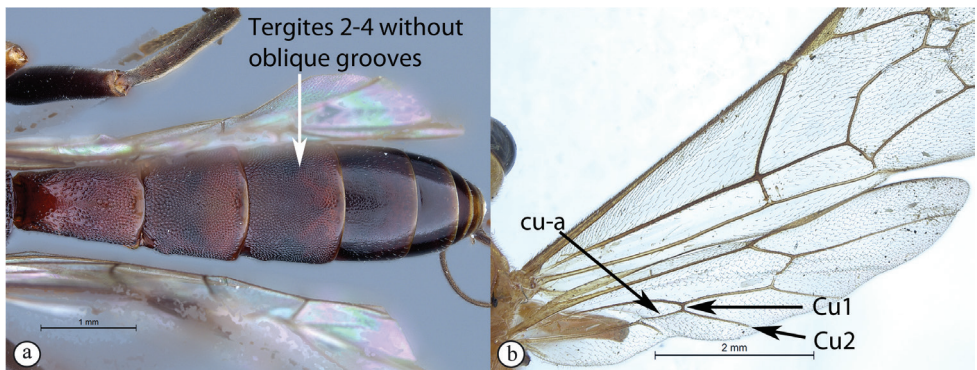 Tergites 2-4 without
oblique grooves
1 mm
a
cu-a
Cu1
Cu2
2 mm
b